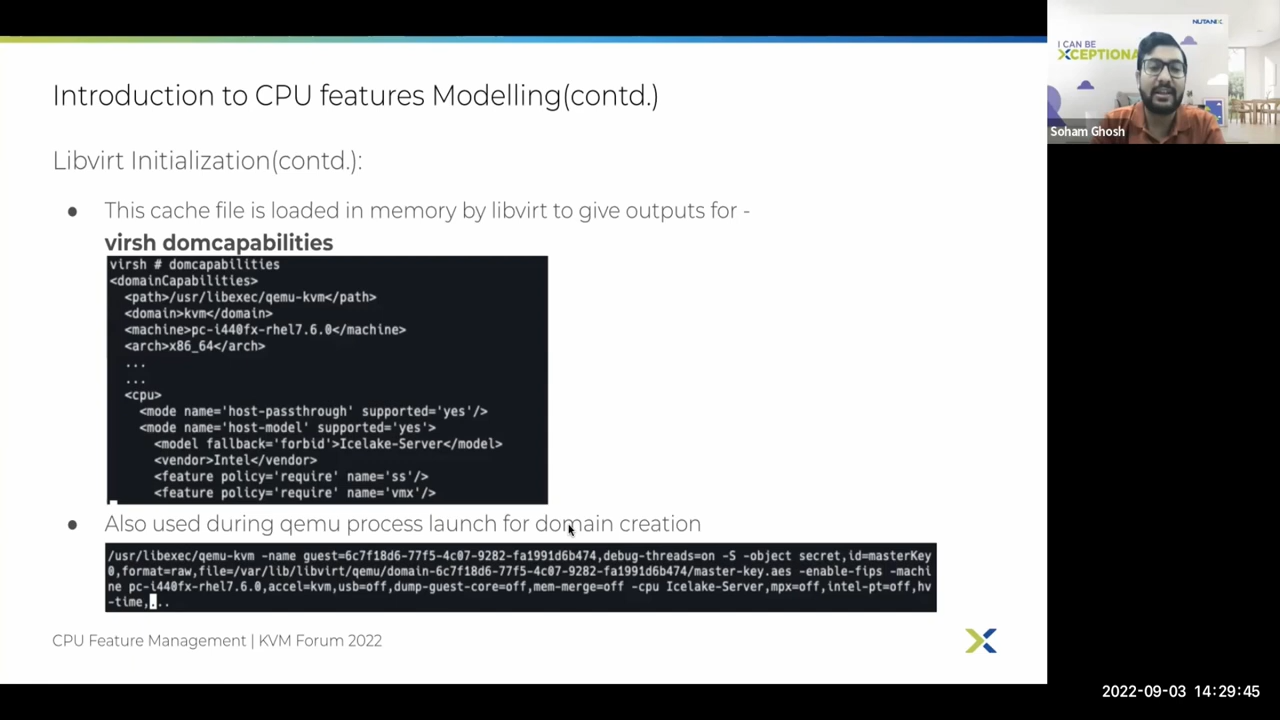 Introduction to CPU features Modelling(contd.)
Libvirt Initialization(contd.):
● This cache file is loaded in memory by libvirt to give outputs for -
virsh domcapabilities
virsh # domcapabilities
<domainCapabilities>
<path>/usr/libexec/qemu-kvm</path>
<domain>kvm</domain>
<machine>pc-i440fx-rhel7.6.0</machine>
<arch>x86_64</arch>
...
...
<cpu>
<mode name='host-passthrough' supported='yes'/>
<mode name='host-model' supported='yes'>
<model fallback='forbid'>Icelake-Server</model>
<vendor>Intel</vendor>
<feature policy='require' name='ss'/>
<feature policy='require' name='vmx'/>
● Also used during qemu process launch for domain creation
/usr/libexec/qemu-kvm -name guest=6c7f18d6-77f5-4c07-9282-fa1991d6b474,debug-threads=on -S -object secret,id=masterKey
0,format=raw,file=/var/lib/libvirt/qemu/domain-6c7f18d6-77f5-4c07-9282-fa1991d6b474/master-key.aes -enable-fips -machi
ne pc-i440fx-rhel7.6.0,accel=kvm,usb=off,dump-guest-core=off,mem-merge=off -cpu Icelake-Server,mpx=off,intel-pt=off,hv
-time,...
CPU Feature Management | KVM Forum 2022
NUTANIX
I CAN BE
XCEPTIONA
Soham Ghosh
2022-09-03 14:29:45